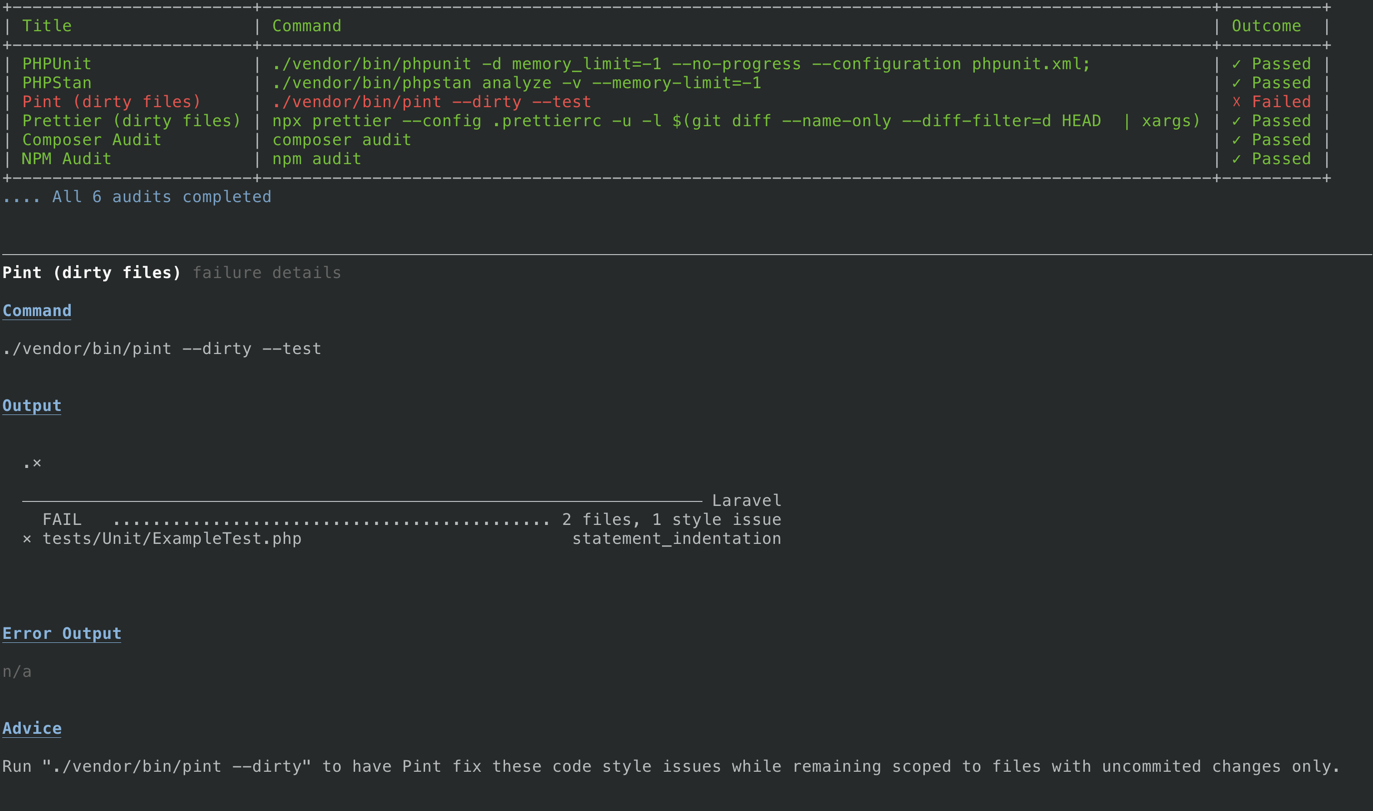 +------------------------+-----------------------------------------------------------------------------------------------+----------+
| Title                  | Command                                                                                       | Outcome  |
+------------------------+-----------------------------------------------------------------------------------------------+----------+
| PHPUnit                | ./vendor/bin/phpunit -d memory_limit=-1 --no-progress --configuration phpunit.xml;            | ✓ Passed |
| PHPStan                | ./vendor/bin/phpstan analyze -v --memory-limit=-1                                             | ✓ Passed |
| Pint (dirty files)     | ./vendor/bin/pint --dirty --test                                                              | ☓ Failed |
| Prettier (dirty files) | npx prettier --config .prettierrc -u -l $(git diff --name-only --diff-filter=d HEAD  | xargs) | ✓ Passed |
| Composer Audit         | composer audit                                                                                | ✓ Passed |
| NPM Audit              | npm audit                                                                                     | ✓ Passed |
+------------------------+-----------------------------------------------------------------------------------------------+----------+
.... All 6 audits completed
Pint (dirty files) failure details
Command
./vendor/bin/pint --dirty --test
Output
.×
Laravel
FAIL   ............................................ 2 files, 1 style issue
× tests/Unit/ExampleTest.php                           statement_indentation
Error Output
n/a
Advice
Run "./vendor/bin/pint --dirty" to have Pint fix these code style issues while remaining scoped to files with uncommited changes only.